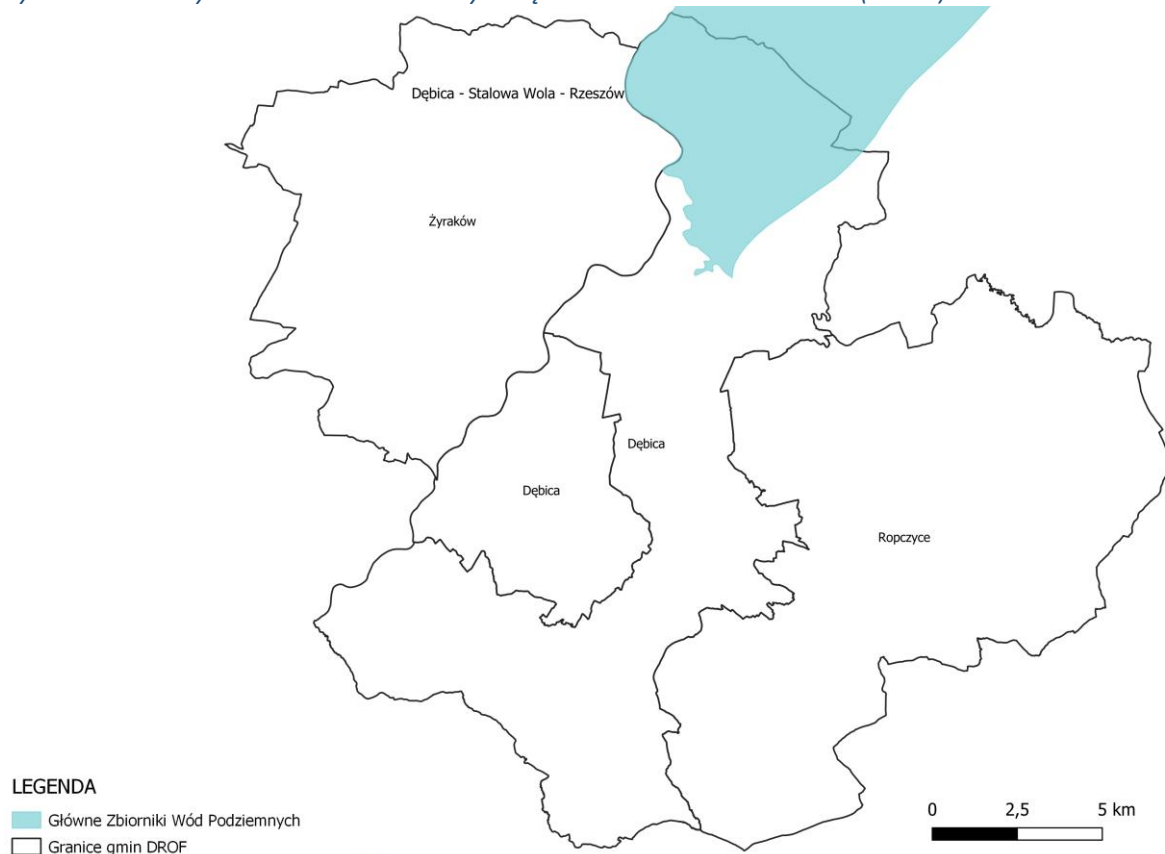 Dębica - Stalowa Wola - Rzeszów
Żyraków
Dębica
Dębica
Ropczyce
LEGENDA
Główne Zbiorniki Wód Podziemnych
Granice gmin DROF
0 2,5 5 km